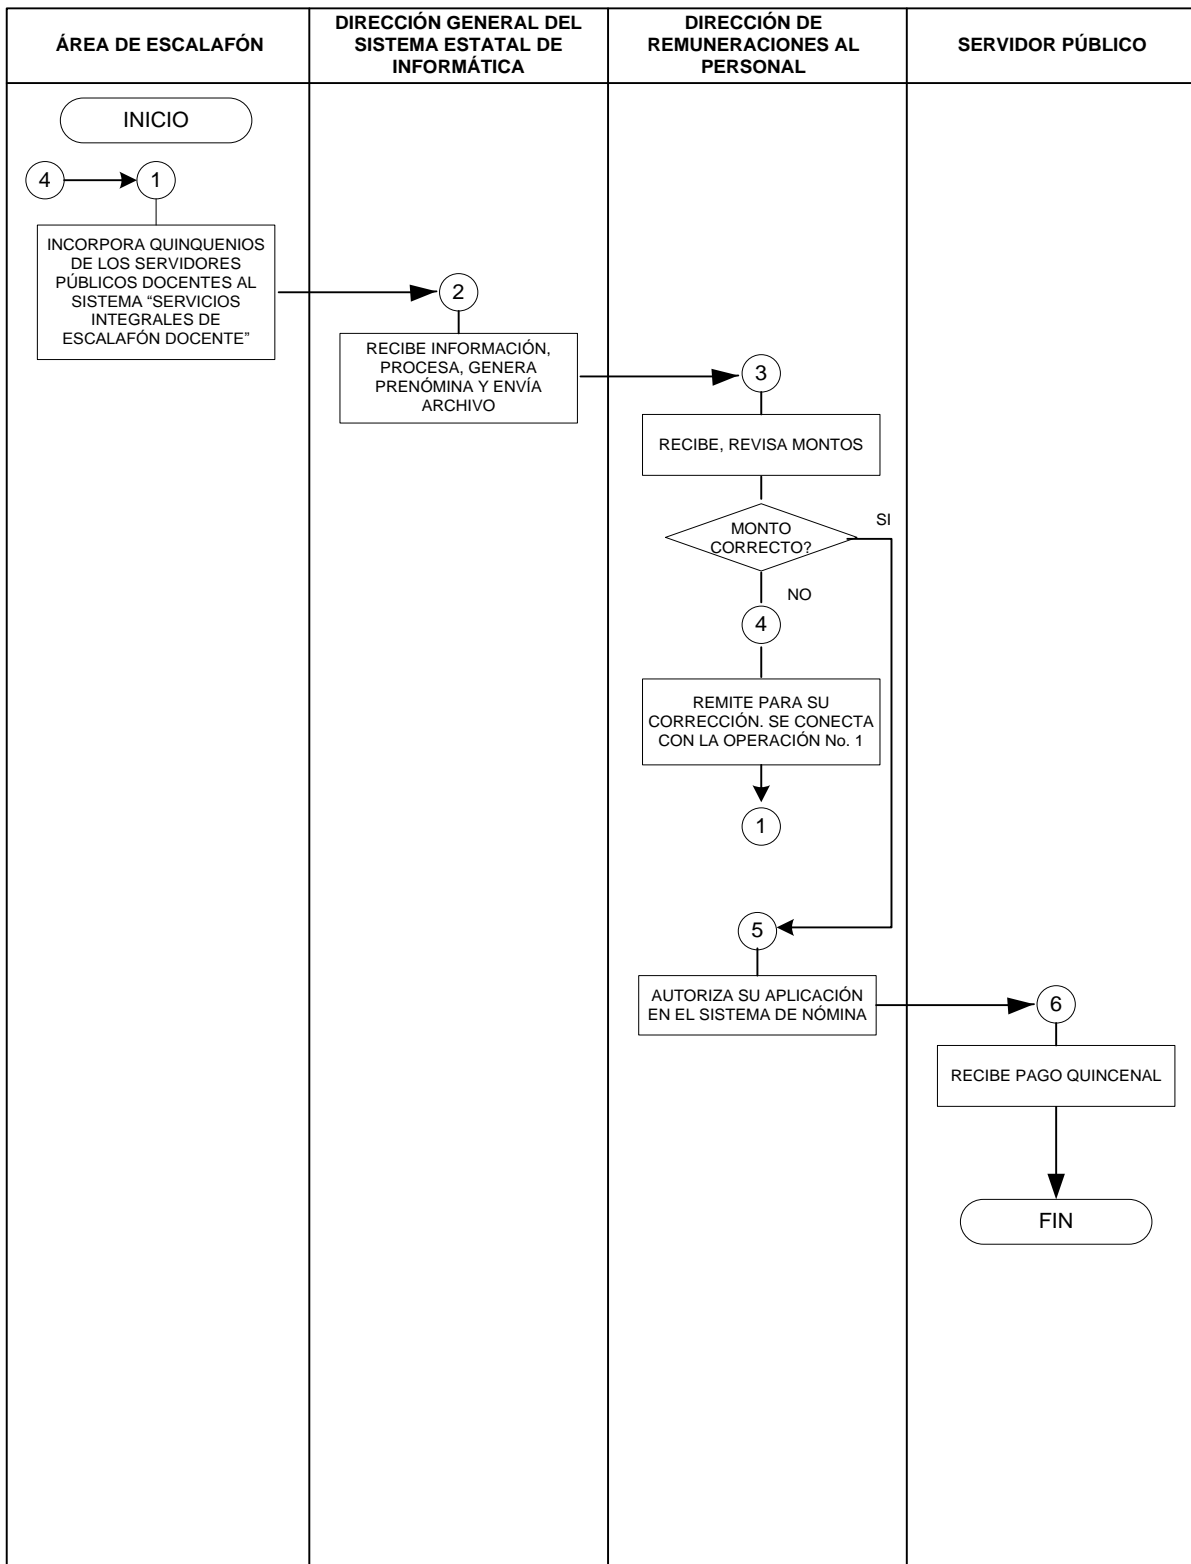 ÁREA DE ESCALAFÓN
DIRECCIÓN GENERAL DEL
SISTEMA ESTATAL DE
INFORMÁTICA
DIRECCIÓN DE
REMUNERACIONES AL
PERSONAL
SERVIDOR PÚBLICO
INICIO
4
1
INCORPORA QUINQUENIOS
DE LOS SERVIDORES
PÚBLICOS DOCENTES AL
SISTEMA “SERVICIOS
INTEGRALES DE
ESCALAFÓN DOCENTE”
2
RECIBE INFORMACIÓN,
PROCESA, GENERA
PRENÓMINA Y ENVÍA
ARCHIVO
3
RECIBE, REVISA MONTOS
MONTO
CORRECTO?
SI
NO
4
REMITE PARA SU
CORRECCIÓN. SE CONECTA
CON LA OPERACIÓN No. 1
1
5
AUTORIZA SU APLICACIÓN
EN EL SISTEMA DE NÓMINA
6
RECIBE PAGO QUINCENAL
FIN